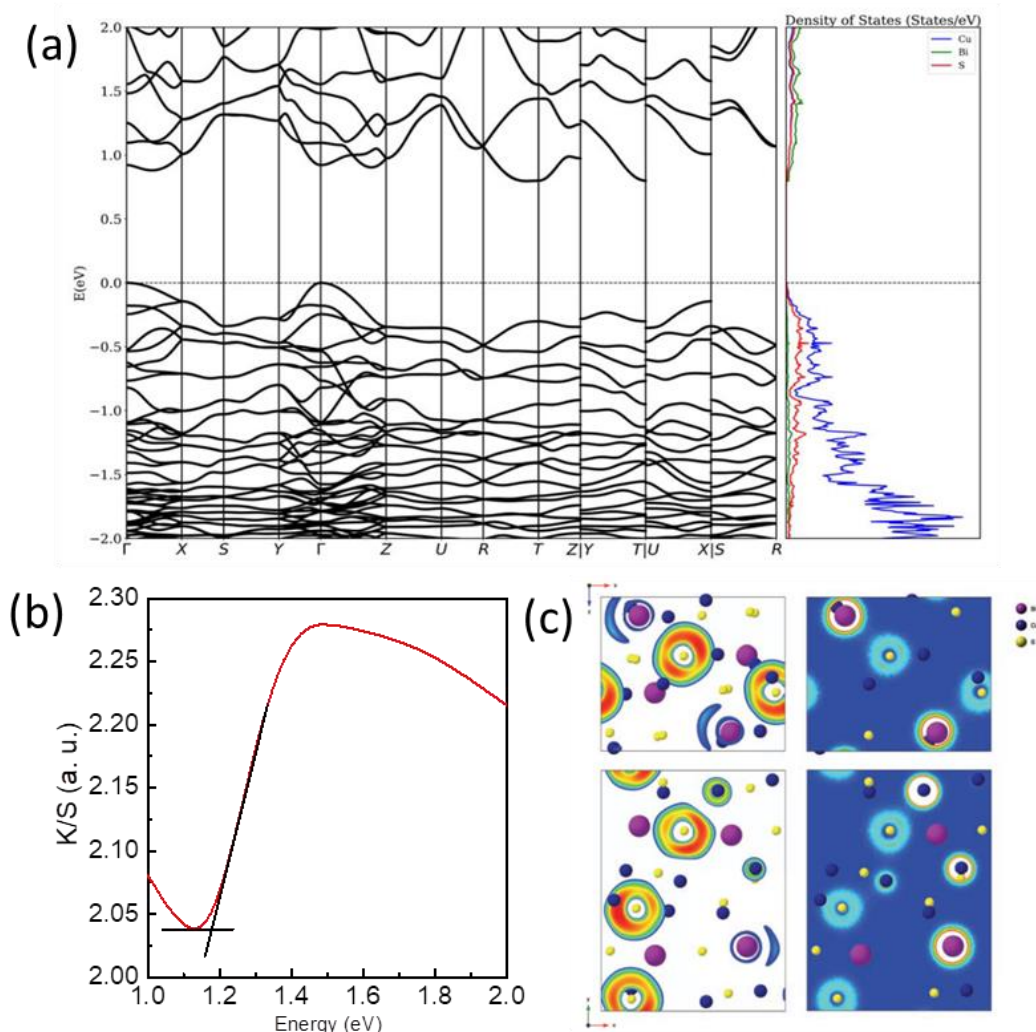 (a)
Density of States (States/eV)
Cu
Bi
S
E(eV)
2.0
1.5
1.0
0.5
0.0
−0.5
−1.0
−1.5
−2.0
Γ X S Y Γ Z U R T Z|Y T|U X|S R
(b)
K/S (a. u.)
2.30
2.25
2.20
2.15
2.10
2.05
2.00
1.0 1.2 1.4 1.6 1.8 2.0
Energy (eV)
(c)